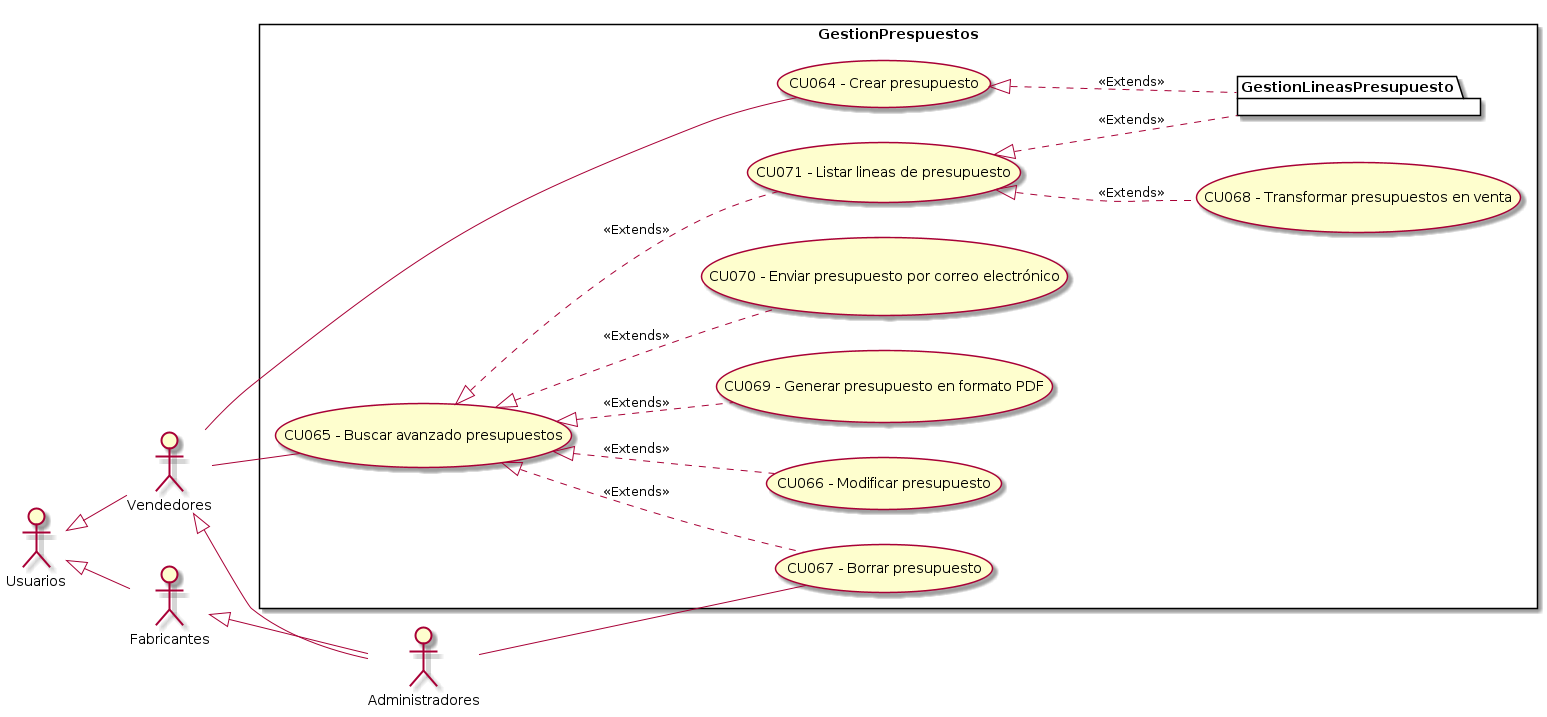 GestionPrespuestos
CU064 - Crear presupuesto
«Extends»
GestionLineasPresupuesto
«Extends»
CU071 - Listar lineas de presupuesto
«Extends»
CU068 - Transformar presupuestos en venta
«Extends»
CU070 - Enviar presupuesto por correo electrónico
«Extends»
CU069 - Generar presupuesto en formato PDF
«Extends»
CU065 - Buscar avanzado presupuestos
«Extends»
CU066 - Modificar presupuesto
«Extends»
Vendedores
CU067 - Borrar presupuesto
Usuarios
Fabricantes
Administradores